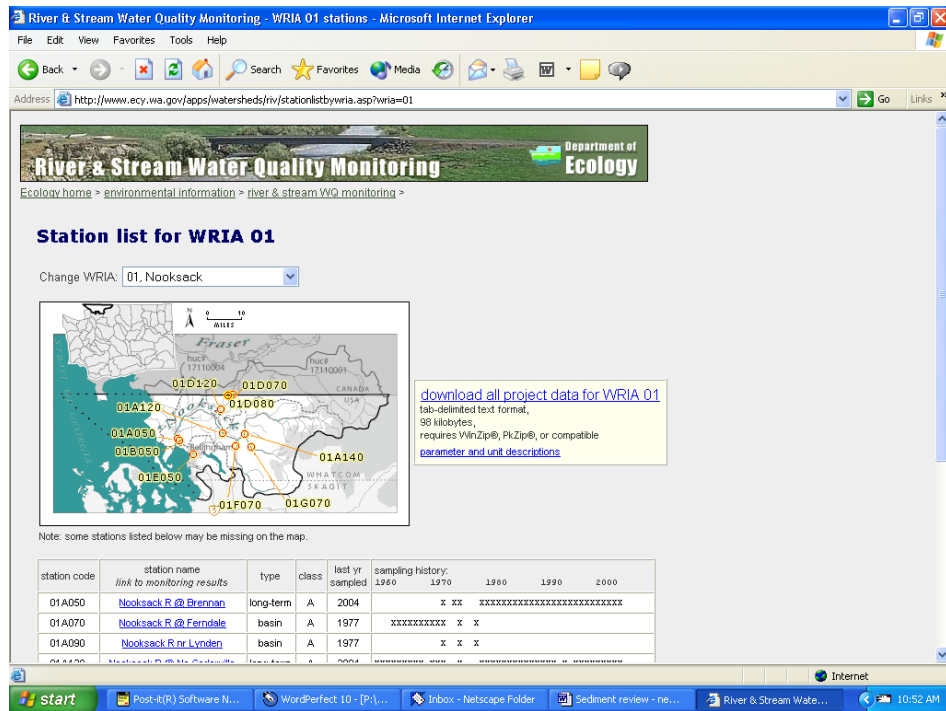 River & Stream Water Quality Monitoring - WRIA 01 stations - Microsoft Internet Explorer
File Edit View Favorites Tools Help
Back Search Favorites Media
Address http://www.ecy.wa.gov/apps/watersheds/riv/stationlistbywria.asp?wria=01 Go Links »
River & Stream Water Quality Monitoring
Department of
Ecology
Ecology home > environmental information > river & stream WQ monitoring >
Station list for WRIA 01
Change WRIA: 01, Nooksack
N 0 10
MILES
Fraser
huc#
17110004
huc#
17110001
CANADA
USA
01D120 01D070
01D080
01A120
Nooksack
01A050
01B050
Bellingham
01A140
01E050
WHATCOM
SKAGIT
01F070 01G070
5
download all project data for WRIA 01
tab-delimited text format,
98 kilobytes,
requires WinZip®, PkZip®, or compatible
parameter and unit descriptions
Note: some stations listed below may be missing on the map.
station code station name link to monitoring results type class last yr sampled sampling history: 1960 1970 1980 1990 2000
01A050 Nooksack R @ Brennan long-term A 2004 x xx xxxxxxxxxxxxxxxxxxxxxxxxxx
01A070 Nooksack R @ Ferndale basin A 1977 xxxxxxxxxx x x
01A090 Nooksack R nr Lynden basin A 1977 x x x
Internet
start Post-it(R) Software N... WordPerfect 10 - [P:\... Inbox - Netscape Folder Sediment review - ne... River & Stream Wate... 10:52 AM